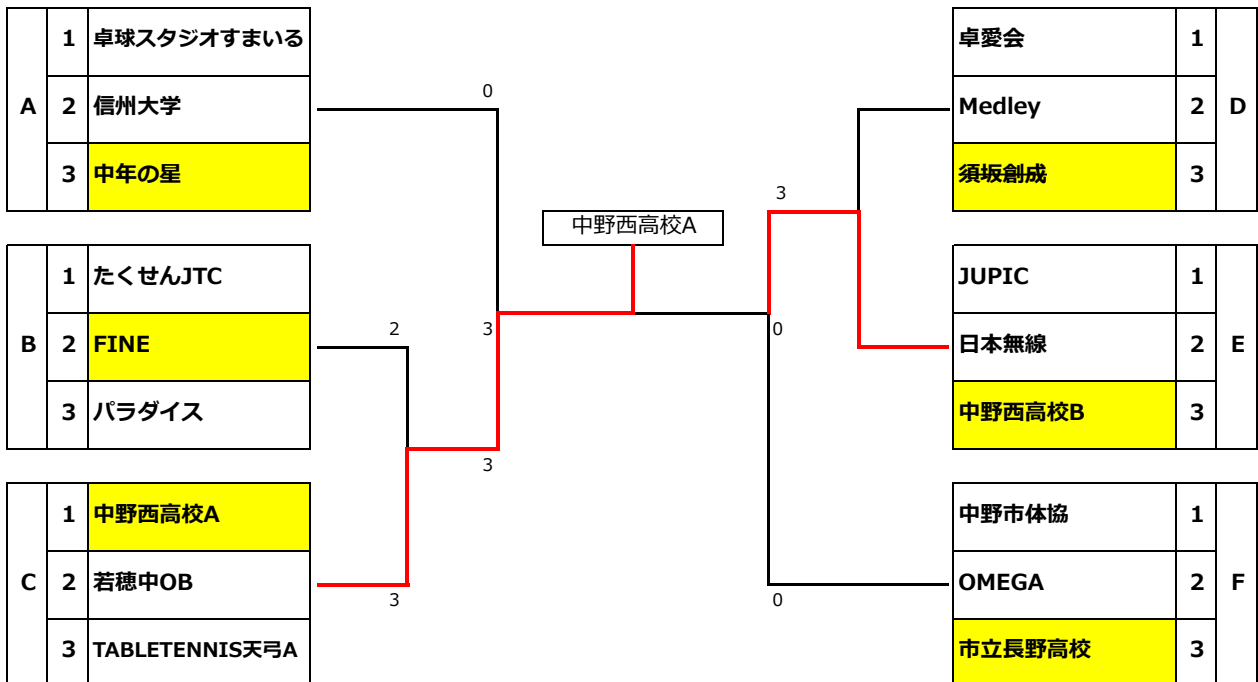 A
1 卓球スタジオすまいる
2 信州大学
3 中年の星
B
1 たくせんJTC
2 FINE
3 パラダイス
C
1 中野西高校A
2 若穂中OB
3 TABLETENNIS天弓A
0
2
3
3
3
中野西高校A
3
0
0
卓愛会 1
Medley 2
須坂創成 3
D
JUPIC 1
日本無線 2
中野西高校B 3
E
中野市体協 1
OMEGA 2
市立長野高校 3
F